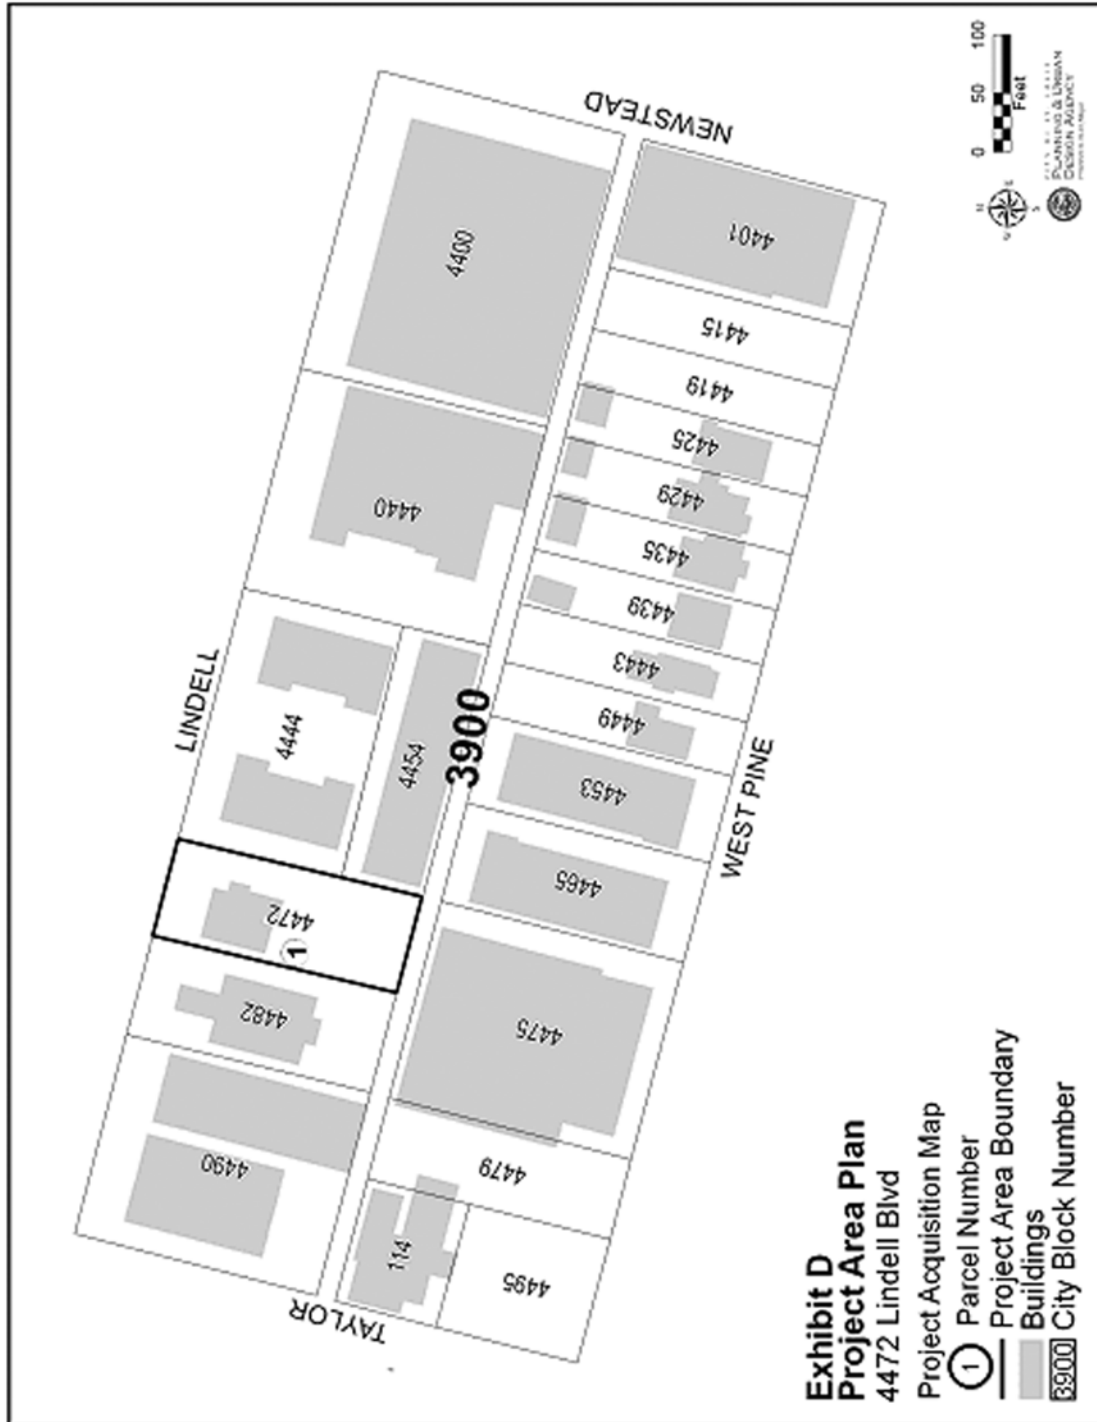 LINDELL
NEWSTEAD
4490
4482
4472
1
4444
4454
4440
4400
3900
114
4495
4479
4475
4465
4453
4449
4443
4439
4435
4429
4425
4419
4415
4401
TAYLOR
WEST PINE
Exhibit D
Project Area Plan
4472 Lindell Blvd
Project Acquisition Map
1 Parcel Number
Project Area Boundary
Buildings
3900 City Block Number
0 50 100
Feet
N
E
S
PLANNING & URBAN
DESIGN AGENCY